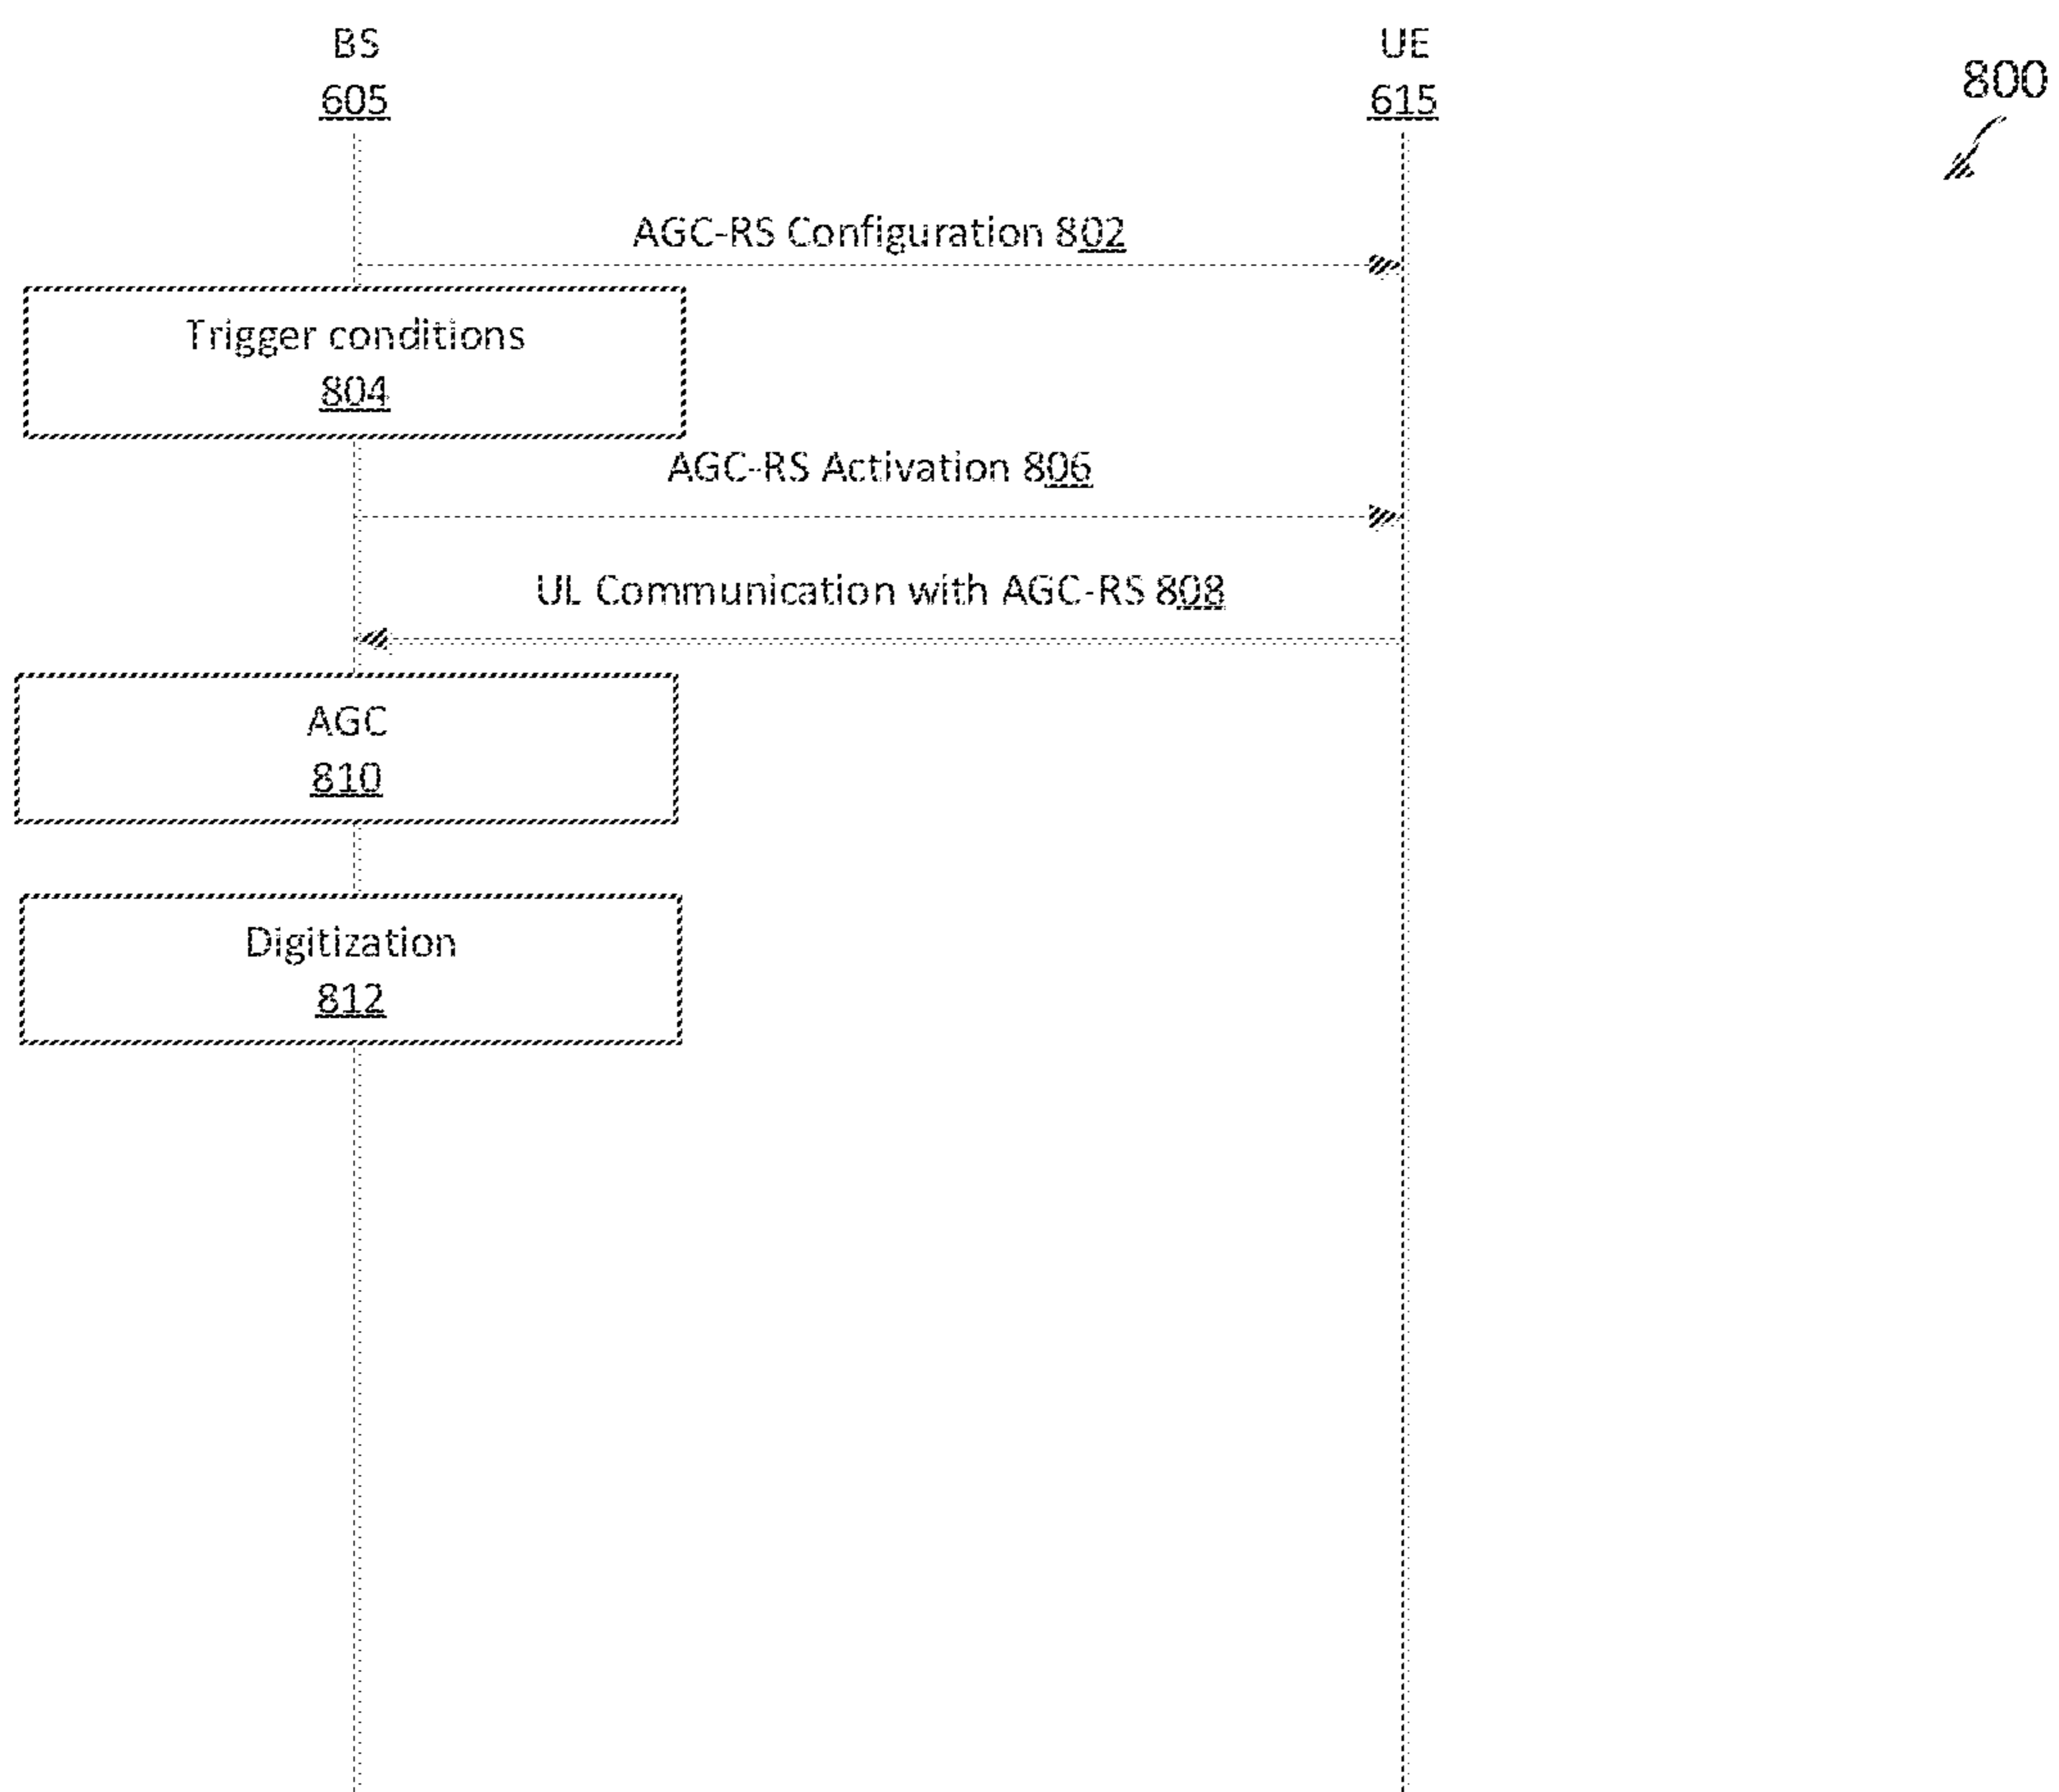 BS
605
UE
615
800
AGC-RS Configuration 802
Trigger conditions
804
AGC-RS Activation 806
UL Communication with AGC-RS 808
AGC
810
Digitization
812